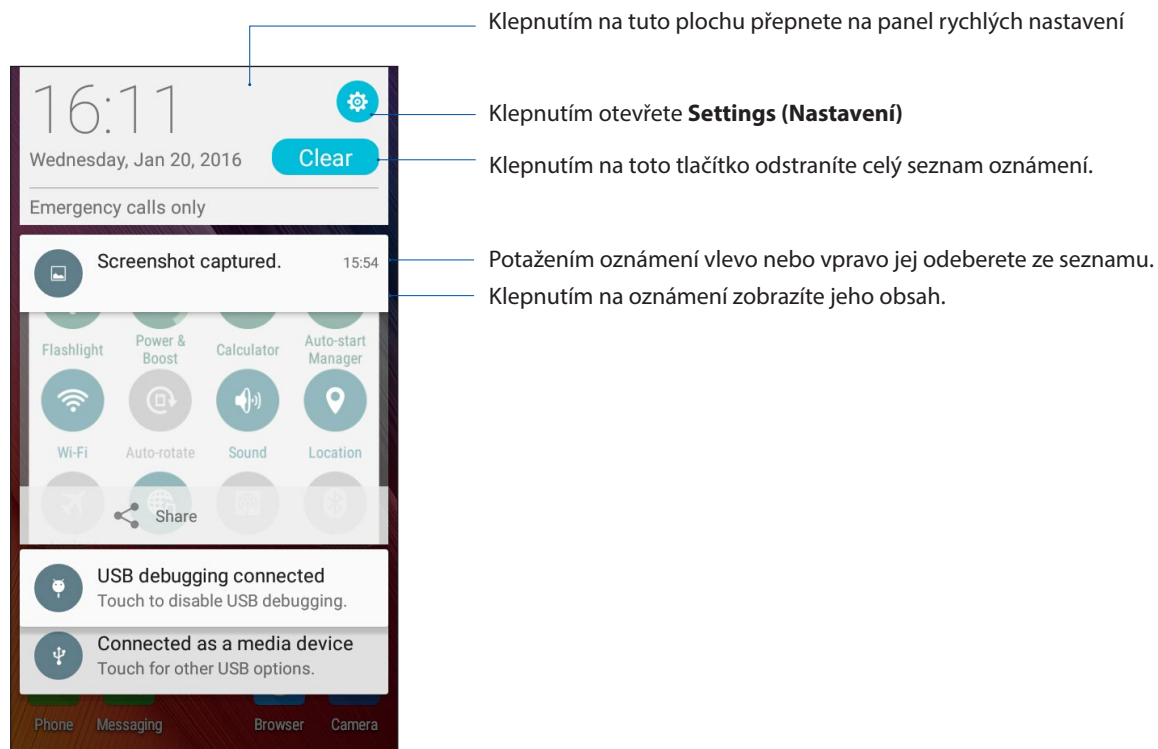 Klepnutím na tuto plochu přepnete na panel rychlých nastavení
16:11
Klepnutím otevřete Settings (Nastavení)
Wednesday, Jan 20, 2016
Clear
Klepnutím na toto tlačítko odstraníte celý seznam oznámení.
Emergency calls only
Screenshot captured.
15:54
Potažením oznámení vlevo nebo vpravo jej odeberete ze seznamu.
Klepnutím na oznámení zobrazíte jeho obsah.
Flashlight
Power &
Boost
Calculator
Auto-start
Manager
Wi-Fi
Auto-rotate
Sound
Location
Share
USB debugging connected
Touch to disable USB debugging.
Connected as a media device
Touch for other USB options.
Phone
Messaging
Browser
Camera